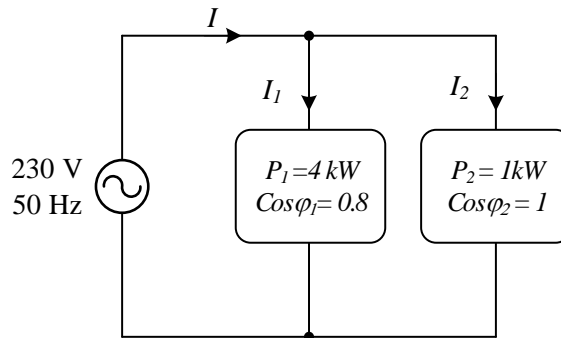 I
I₁
I₂
230 V
50 Hz
P₁=4 kW
Cosφ₁= 0.8
P₂= 1kW
Cosφ₂= 1